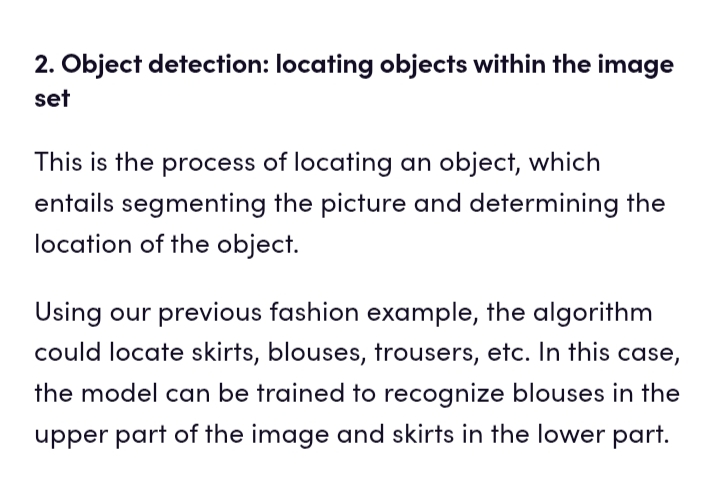 2. Object detection: locating objects within the image
set
This is the process of locating an object, which
entails segmenting the picture and determining the
location of the object.
Using our previous fashion example, the algorithm
could locate skirts, blouses, trousers, etc. In this case,
the model can be trained to recognize blouses in the
upper part of the image and skirts in the lower part.